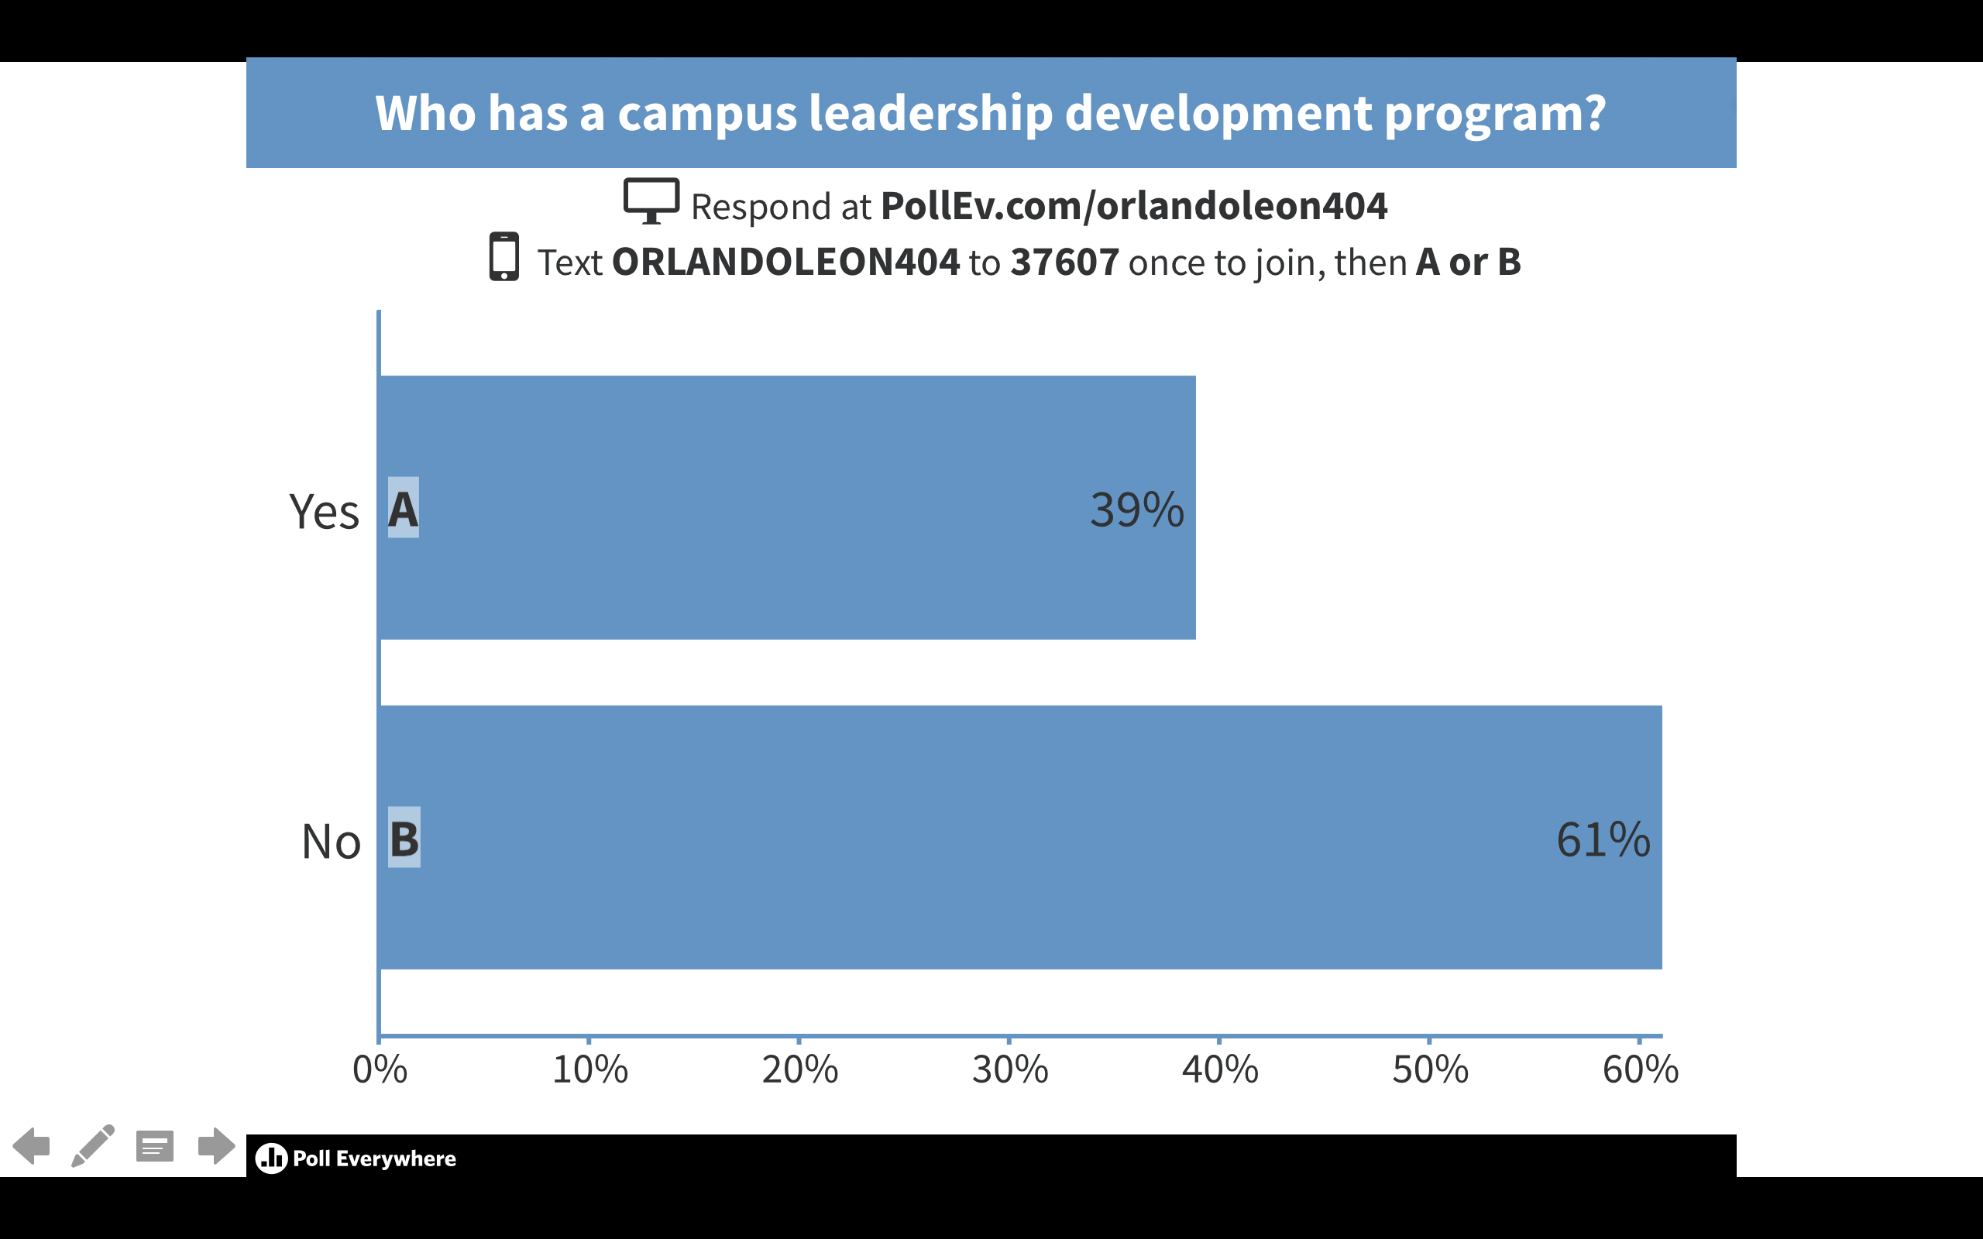 Who has a campus leadership development program?
Respond at PollEv.com/orlandoleon404
Text ORLANDOLEON404 to 37607 once to join, then A or B
Yes A 39%
No B 61%
0% 10% 20% 30% 40% 50% 60%
Poll Everywhere